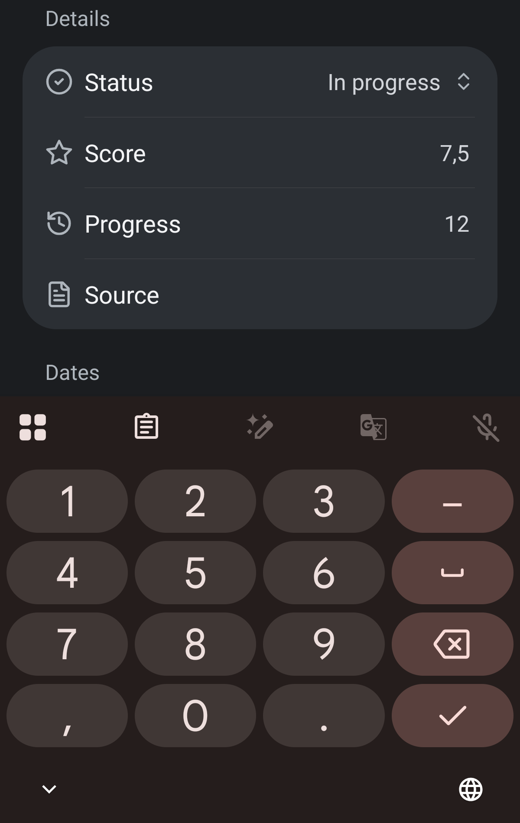 Details
Status In progress
Score 7,5
Progress 12
Source
Dates
1 2 3 –
4 5 6
7 8 9
, 0 .